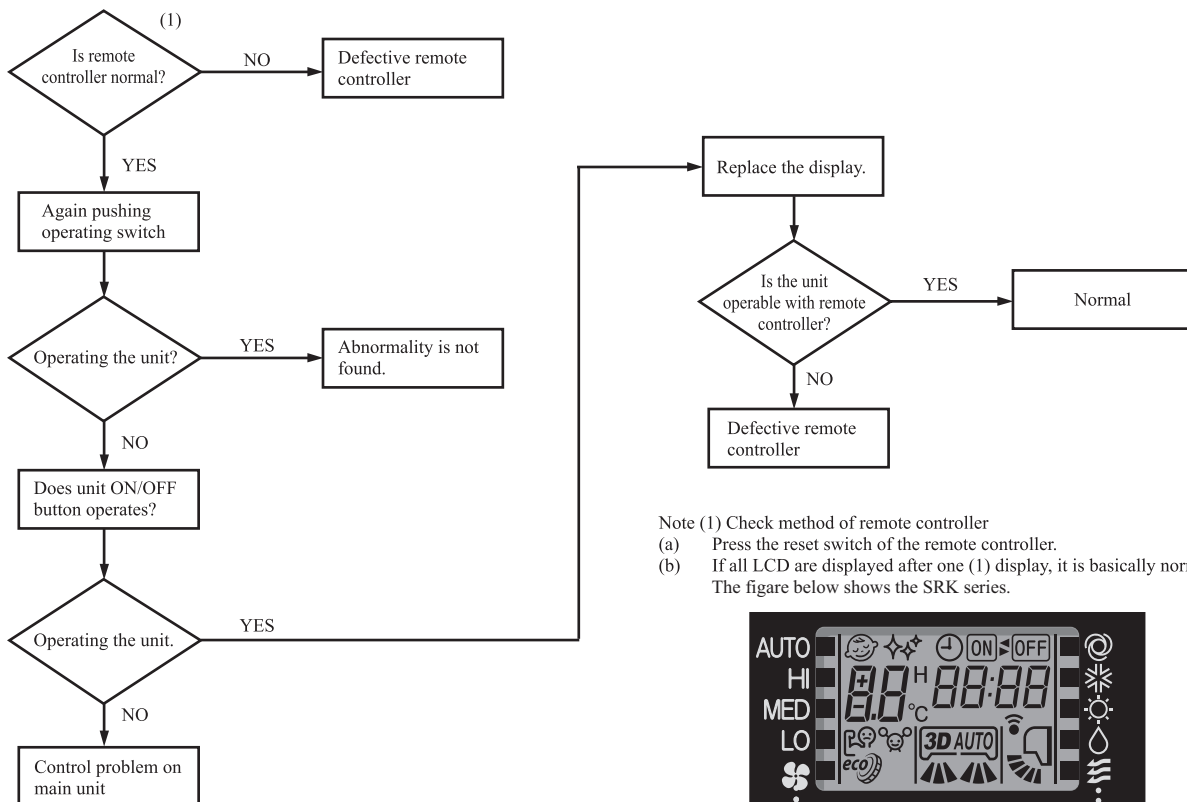 (1)
Is remote
controller normal?
NO
Defective remote
controller
YES
Again pushing
operating switch
Operating the unit?
YES
Abnormality is not
found.
NO
Does unit ON/OFF
button operates?
Operating the unit.
YES
NO
Control problem on
main unit
Replace the display.
Is the unit
operable with remote
controller?
YES
Normal
NO
Defective remote
controller
Note (1) Check method of remote controller
(a) Press the reset switch of the remote controller.
(b) If all LCD are displayed after one (1) display, it is basically nor
The figare below shows the SRK series.
AUTO
HI
MED
LO
ON OFF
H
88:88
°C
3D AUTO
eco